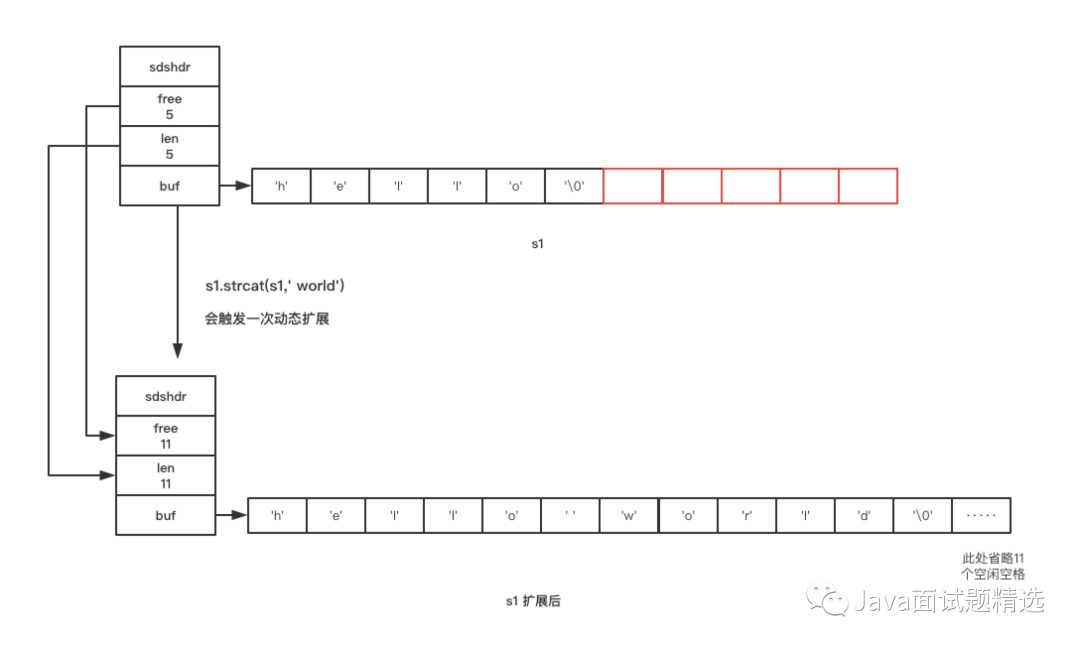 sdshdr
free
5
len
5
buf
'h' 'e' 'l' 'l' 'o' '\0'
s1
s1.strcat(s1,' world')
会触发一次动态扩展
sdshdr
free
11
len
11
buf
'h' 'e' 'l' 'l' 'o' ' ' 'w' 'o' 'r' 'l' 'd' '\0' ·····
此处省略11
个空闲空格
s1 扩展后
Java面试题精选